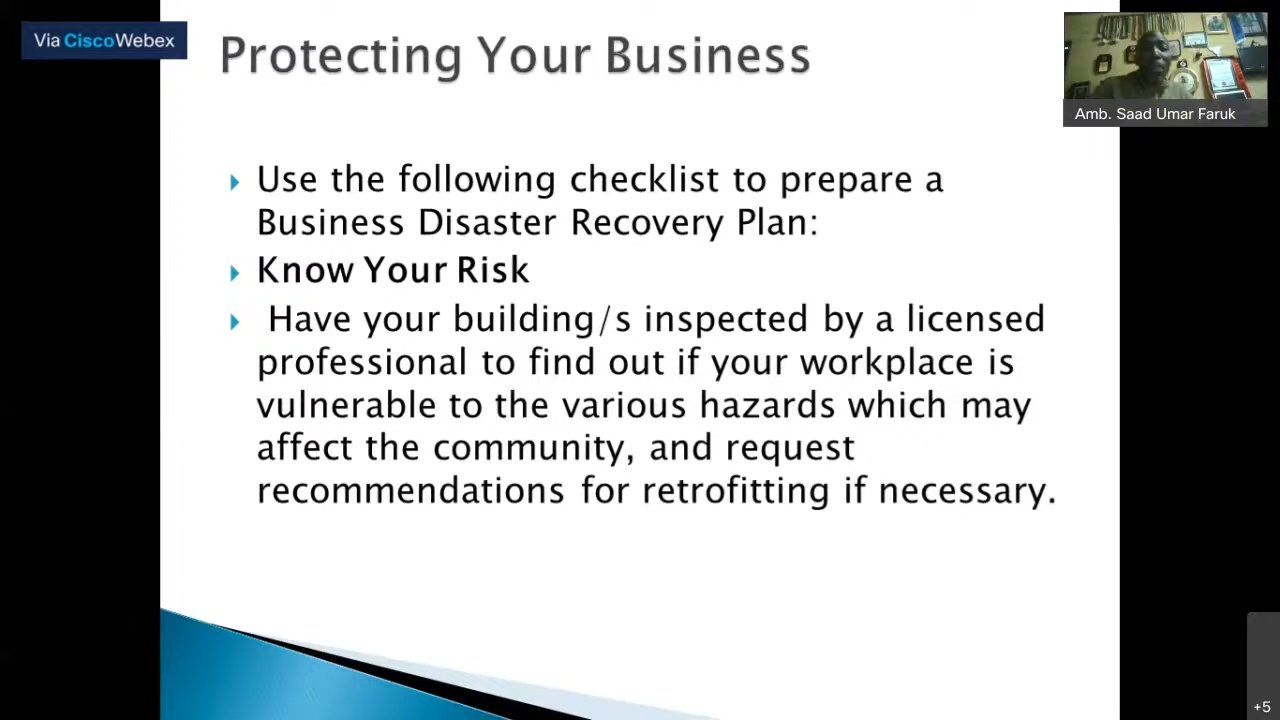 Via CiscoWebex
Protecting Your Business
Amb. Saad Umar Faruk
Use the following checklist to prepare a
Business Disaster Recovery Plan:
Know Your Risk
Have your building/s inspected by a licensed
professional to find out if your workplace is
vulnerable to the various hazards which may
affect the community, and request
recommendations for retrofitting if necessary.
+5